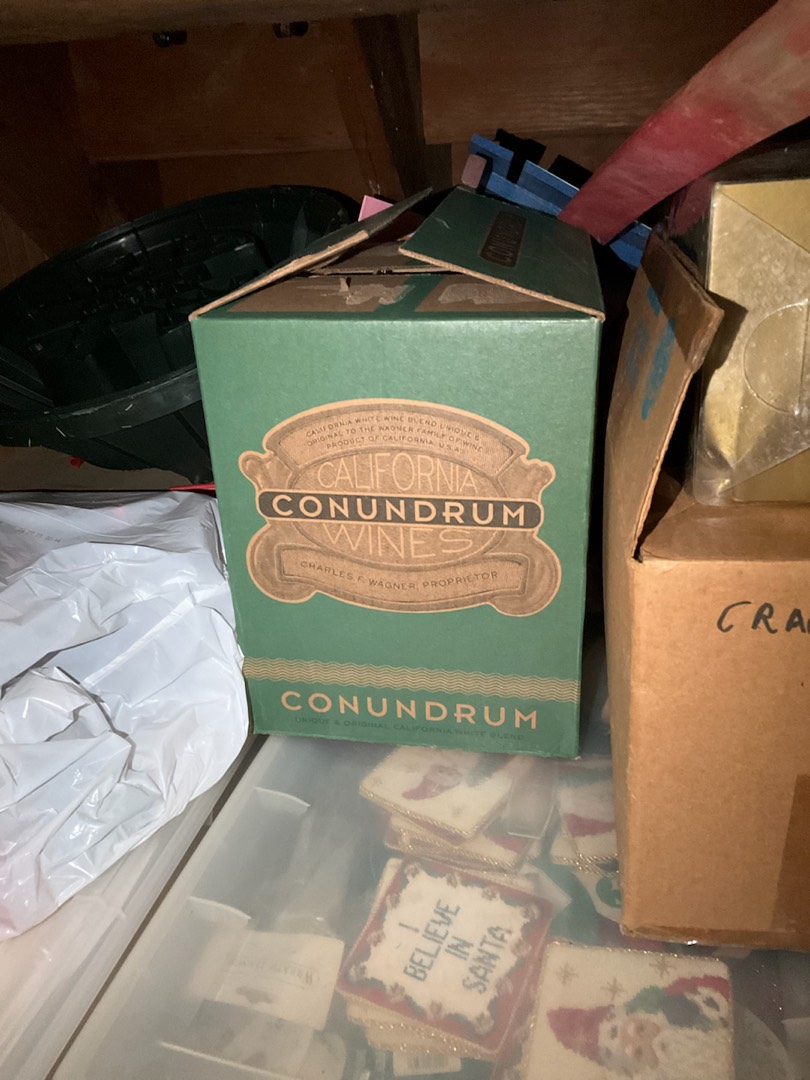 CONUNDRUM
CALIFORNIA WHITE WINE BLEND UNIQUE &
ORIGINAL TO THE WAGNER FAMILY OF WINE
PRODUCT OF CALIFORNIA, U.S.A.
CALIFORNIA
CONUNDRUM
WINES
CHARLES F. WAGNER, PROPRIETOR
CONUNDRUM
UNIQUE & ORIGINAL CALIFORNIA WHITE BLEND
CRA
I
BELIEVE
IN
SANTA